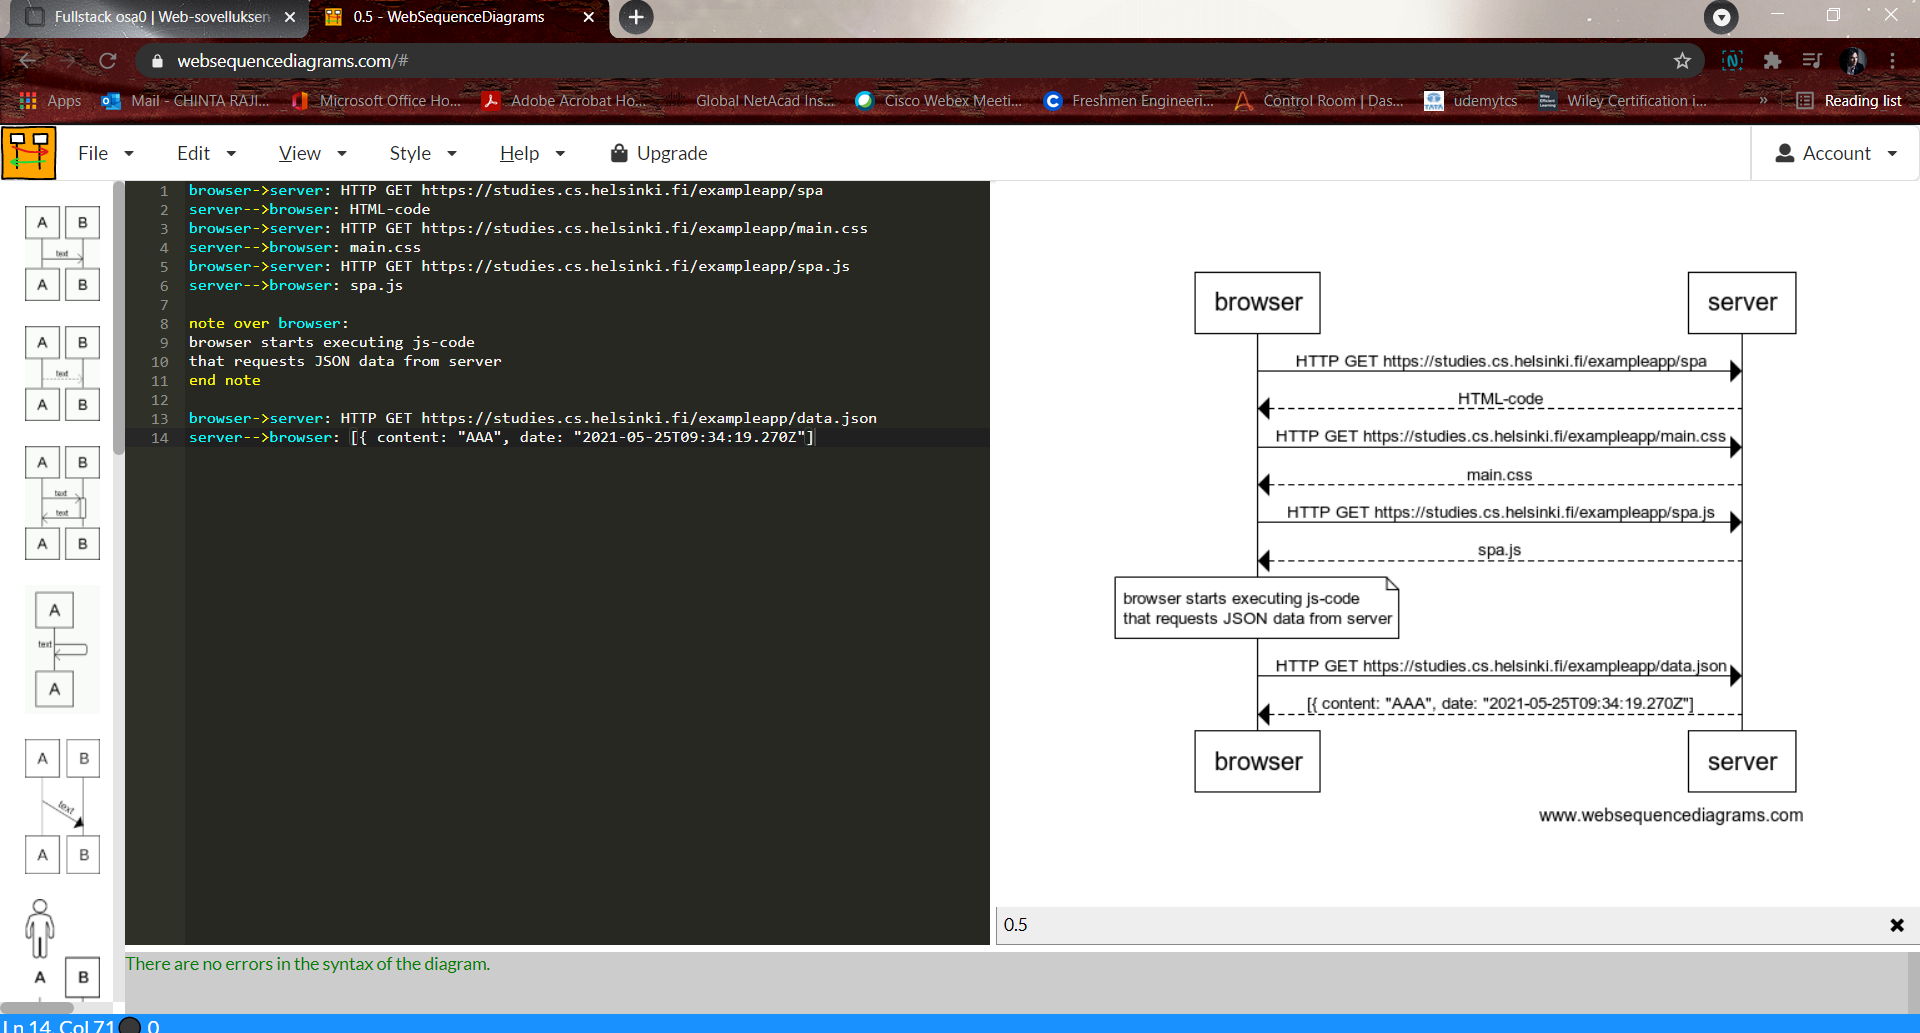 Fullstack osa0 | Web-sovelluksen
0.5 - WebSequenceDiagrams
websequencediagrams.com/#
Apps
Mail - CHINTA RAJI...
Microsoft Office Ho...
Adobe Acrobat Ho...
Global NetAcad Ins...
Cisco Webex Meeti...
Freshmen Engineeri...
Control Room | Das...
udemytcs
Wiley Certification i...
»
Reading list
File
Edit
View
Style
Help
Upgrade
Account
A B
text
A B
A B
text
A B
A B
text
text
A B
A
text
A
A B
text
A B
A B
1 browser->server: HTTP GET https://studies.cs.helsinki.fi/exampleapp/spa
2 server-->browser: HTML-code
3 browser->server: HTTP GET https://studies.cs.helsinki.fi/exampleapp/main.css
4 server-->browser: main.css
5 browser->server: HTTP GET https://studies.cs.helsinki.fi/exampleapp/spa.js
6 server-->browser: spa.js
7
8 note over browser:
9 browser starts executing js-code
10 that requests JSON data from server
11 end note
12
13 browser->server: HTTP GET https://studies.cs.helsinki.fi/exampleapp/data.json
14 server-->browser: [{ content: "AAA", date: "2021-05-25T09:34:19.270Z"]
browser server
HTTP GET https://studies.cs.helsinki.fi/exampleapp/spa
HTML-code
HTTP GET https://studies.cs.helsinki.fi/exampleapp/main.css
main.css
HTTP GET https://studies.cs.helsinki.fi/exampleapp/spa.js
spa.js
browser starts executing js-code
that requests JSON data from server
HTTP GET https://studies.cs.helsinki.fi/exampleapp/data.json
[{ content: "AAA", date: "2021-05-25T09:34:19.270Z"]
browser server
www.websequencediagrams.com
0.5
There are no errors in the syntax of the diagram.
Ln 14, Col 71 0